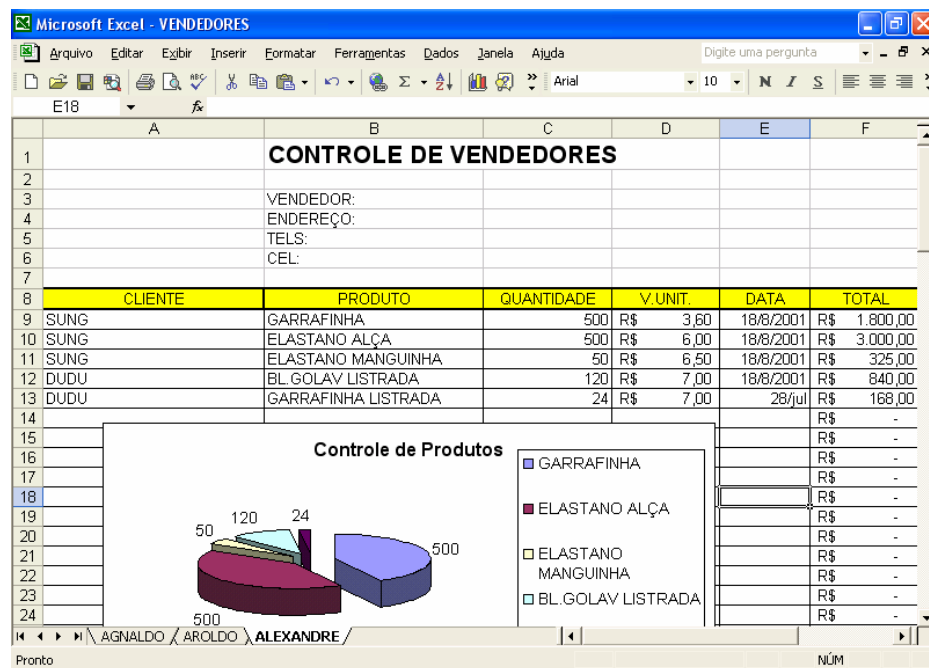 Microsoft Excel - VENDEDORES
Arquivo Editar Exibir Inserir Formatar Ferramentas Dados Janela Ajuda Digite uma pergunta
Arial 10 N I S
E18 fx
A B C D E F
1 CONTROLE DE VENDEDORES
2
3 VENDEDOR:
4 ENDEREÇO:
5 TELS:
6 CEL:
7
8 CLIENTE PRODUTO QUANTIDADE V.UNIT. DATA TOTAL
9 SUNG GARRAFINHA 500 R$ 3,60 18/8/2001 R$ 1.800,00
10 SUNG ELASTANO ALÇA 500 R$ 6,00 18/8/2001 R$ 3.000,00
11 SUNG ELASTANO MANGUINHA 50 R$ 6,50 18/8/2001 R$ 325,00
12 DUDU BL.GOLAV LISTRADA 120 R$ 7,00 18/8/2001 R$ 840,00
13 DUDU GARRAFINHA LISTRADA 24 R$ 7,00 28/jul R$ 168,00
14 R$ -
15 R$ -
16 R$ -
17 R$ -
18 R$ -
19 R$ -
20 R$ -
21 R$ -
22 R$ -
23 R$ -
24 R$ -
Controle de Produtos
500
500
50
120
24
GARRAFINHA
ELASTANO ALÇA
ELASTANO
MANGUINHA
BL.GOLAV LISTRADA
AGNALDO AROLDO ALEXANDRE
Pronto NÚM